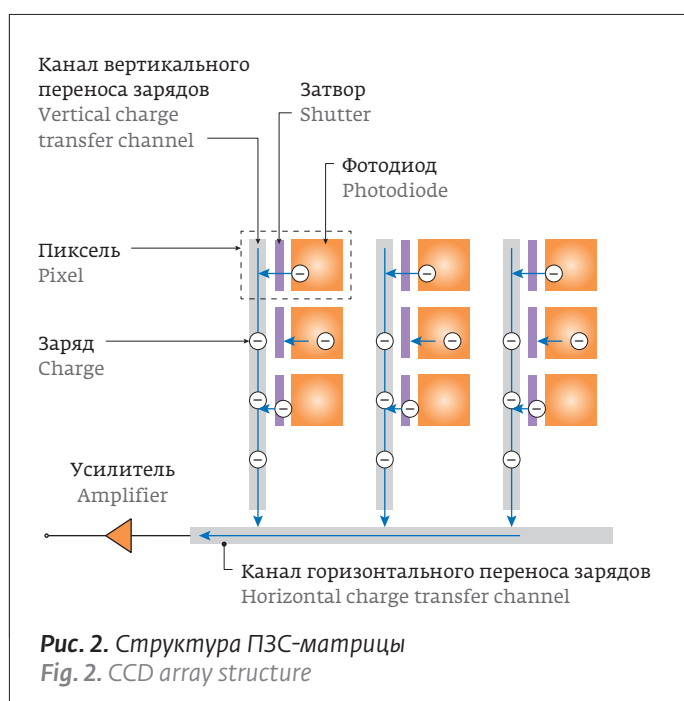 Канал вертикального
переноса зарядов
Vertical charge
transfer channel
Затвор
Shutter
Фотодиод
Photodiode
Пиксель
Pixel
Заряд
Charge
Усилитель
Amplifier
Канал горизонтального переноса зарядов
Horizontal charge transfer channel
Рис. 2. Структура ПЗС-матрицы
Fig. 2. CCD array structure